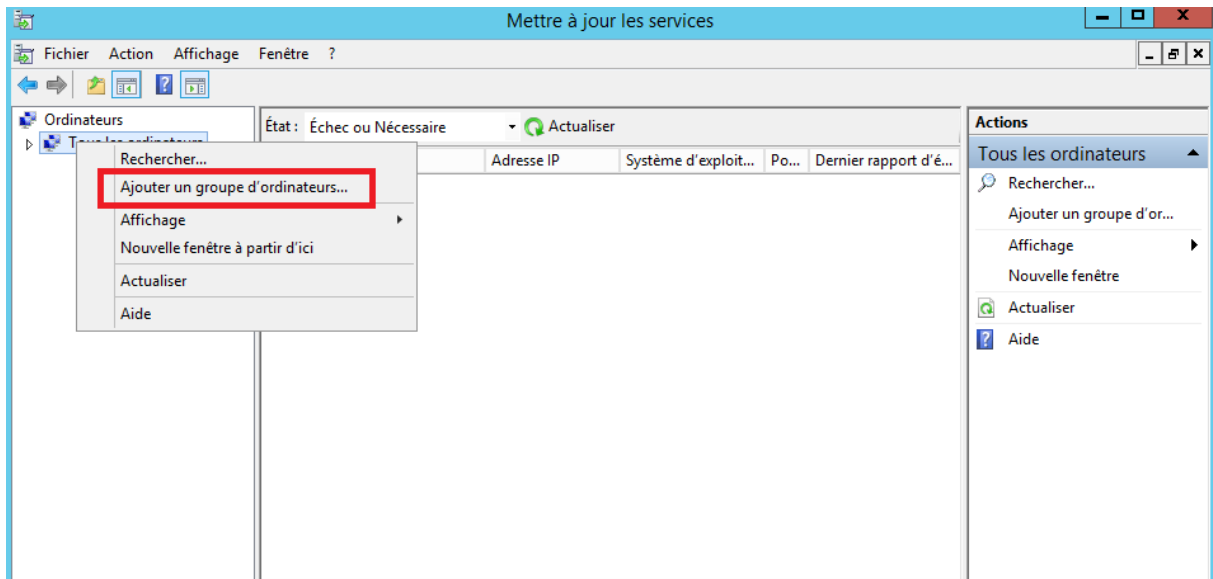 Mettre à jour les services
Fichier Action Affichage Fenêtre ?
Ordinateurs
Rechercher...
Ajouter un groupe d'ordinateurs...
Affichage
Nouvelle fenêtre à partir d'ici
Actualiser
Aide
État : Échec ou Nécessaire Actualiser
Adresse IP Système d'exploit... Po... Dernier rapport d'é...
Actions
Tous les ordinateurs
Rechercher...
Ajouter un groupe d'or...
Affichage
Nouvelle fenêtre
Actualiser
Aide